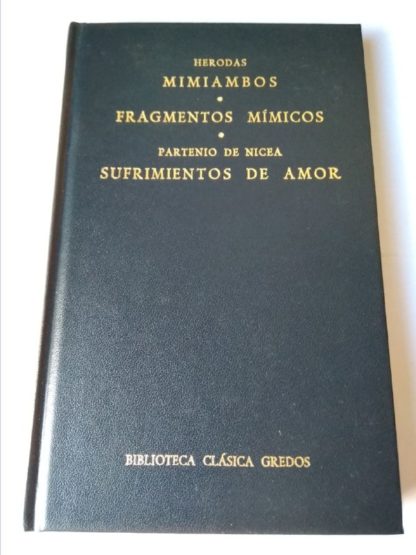 HERODAS
MIMIAMBOS
FRAGMENTOS MÍMICOS
PARTENIO DE NICEA
SUFRIMIENTOS DE AMOR
BIBLIOTECA CLÁSICA GREDOS